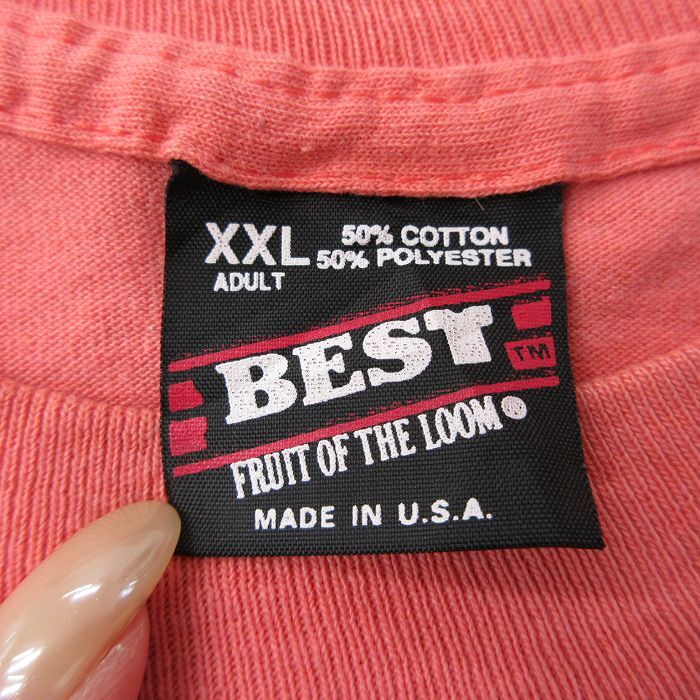 XXL 50% COTTON
ADULT 50% POLYESTER
BEST ™
FRUIT OF THE LOOM®
MADE IN U.S.A.